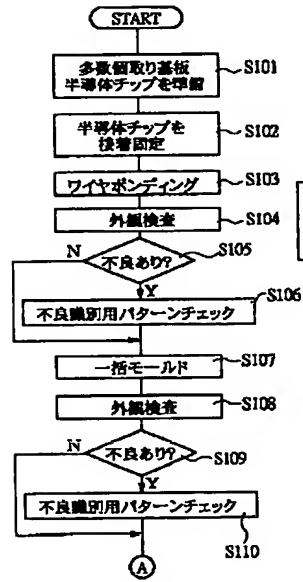 START
多数個取り基板
半導体チップを準備
S101
半導体チップを
接着固定
S102
ワイヤボンディング
S103
外観検査
S104
不良あり?
S105
N
Y
不良識別用パターンチェック
S106
一括モールド
S107
外観検査
S108
不良あり?
S109
N
Y
不良識別用パターンチェック
S110
A